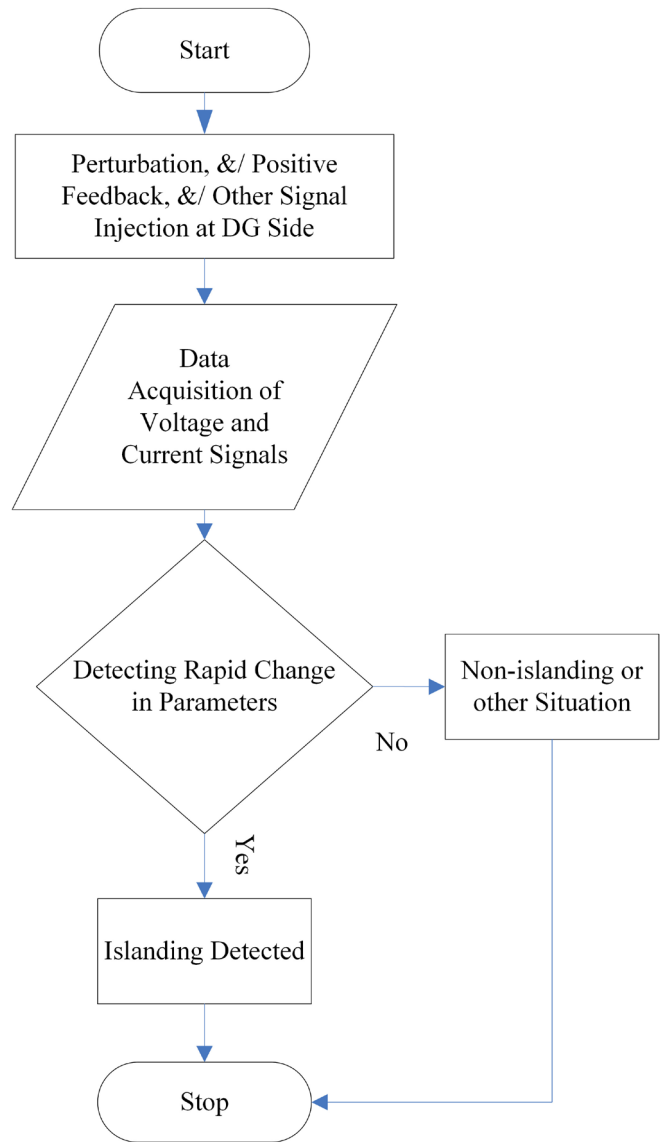 Start
Perturbation, &/ Positive
Feedback, &/ Other Signal
Injection at DG Side
Data
Acquisition of
Voltage and
Current Signals
Detecting Rapid Change
in Parameters
Non-islanding or
other Situation
No
Yes
Islanding Detected
Stop